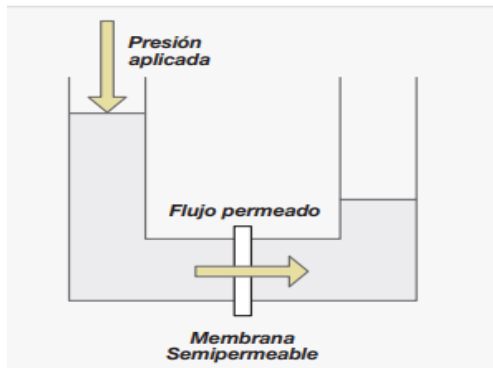 Presión
aplicada
Flujo permeado
Membrana
Semipermeable